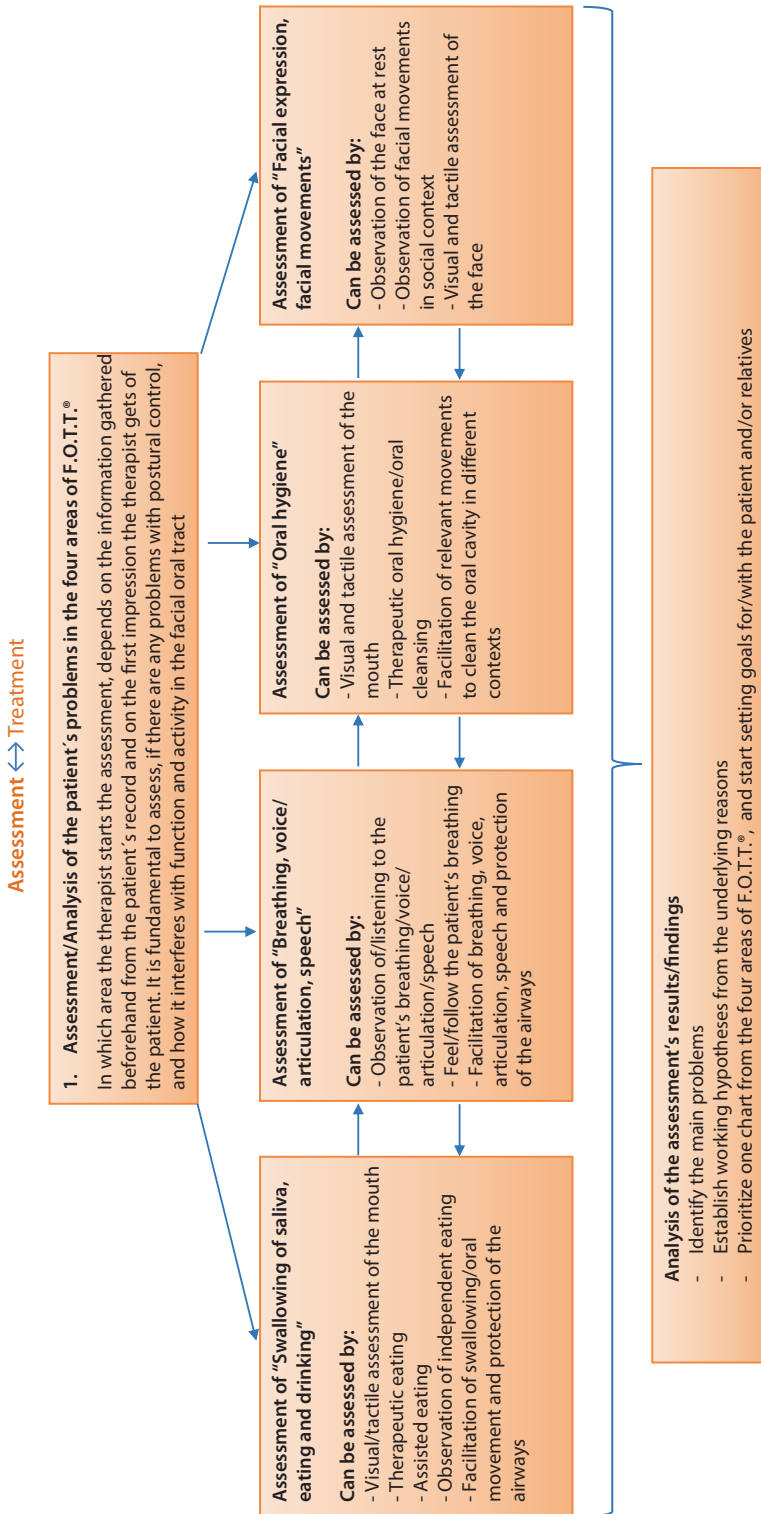 Assessment ↔ Treatment
1. Assessment/Analysis of the patient´s problems in the four areas of F.O.T.T.®
In which area the therapist starts the assessment, depends on the information gathered
beforehand from the patient´s record and on the first impression the therapist gets of
the patient. It is fundamental to assess, if there are any problems with postural control,
and how it interferes with function and activity in the facial oral tract
Assessment of "Swallowing of saliva,
eating and drinking"
Can be assessed by:
- Visual/tactile assessment of the mouth
- Therapeutic eating
- Assisted eating
- Observation of independent eating
- Facilitation of swallowing/oral
movement and protection of the
airways
Assessment of "Breathing, voice/
articulation, speech"
Can be assessed by:
- Observation of/listening to the
patient's breathing/voice/
articulation/speech
- Feel/follow the patient's breathing
- Facilitation of breathing, voice,
articulation, speech and protection
of the airways
Assessment of "Oral hygiene"
Can be assessed by:
- Visual and tactile assessment of the
mouth
- Therapeutic oral hygiene/oral
cleansing
- Facilitation of relevant movements
to clean the oral cavity in different
contexts
Assessment of "Facial expression,
facial movements"
Can be assessed by:
- Observation of the face at rest
- Observation of facial movements
in social context
- Visual and tactile assessment of
the face
Analysis of the assessment's results/findings
- Identify the main problems
- Establish working hypotheses from the underlying reasons
- Prioritize one chart from the four areas of F.O.T.T.®, and start setting goals for/with the patient and/or relatives